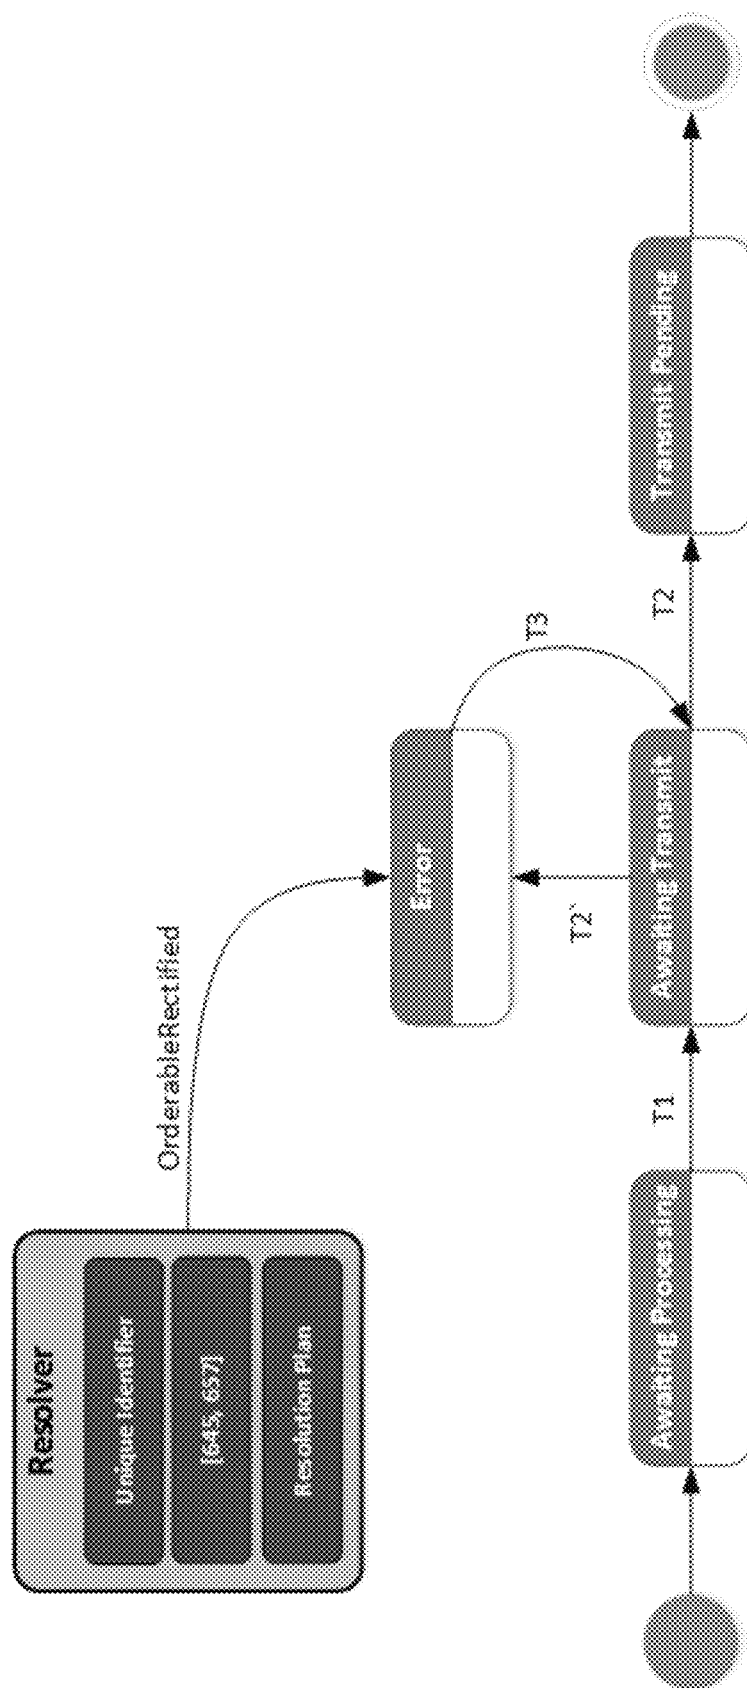 Resolver
Unique Identifier
[645, 657]
Resolution Plan
OrderableRectified
Error
T3
T2`
Awaiting Processing
T1
Awaiting Transmit
T2
Transmit Pending